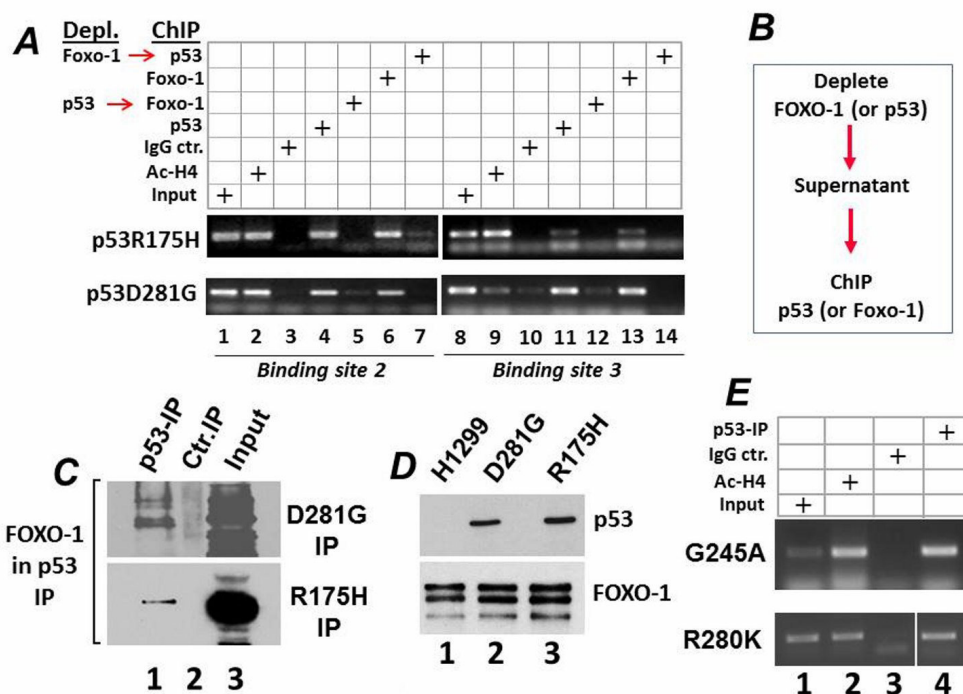 A
Depl. ChIP
Foxo-1 → p53 +  +
Foxo-1 +  +
p53 → Foxo-1 +  +
p53 +  +
IgG ctr. +  +
Ac-H4 +  +
Input +  +
p53R175H
p53D281G
1 2 3 4 5 6 7 8 9 10 11 12 13 14
Binding site 2 Binding site 3
B
Deplete
FOXO-1 (or p53)
Supernatant
ChIP
p53 (or Foxo-1)
C
p53-IP Ctr.IP Input
FOXO-1
in p53
IP
D281G
IP
R175H
IP
1 2 3
D
H1299 D281G R175H
p53
FOXO-1
1 2 3
E
p53-IP +
IgG ctr. +
Ac-H4 +
Input +
G245A
R280K
1 2 3 4